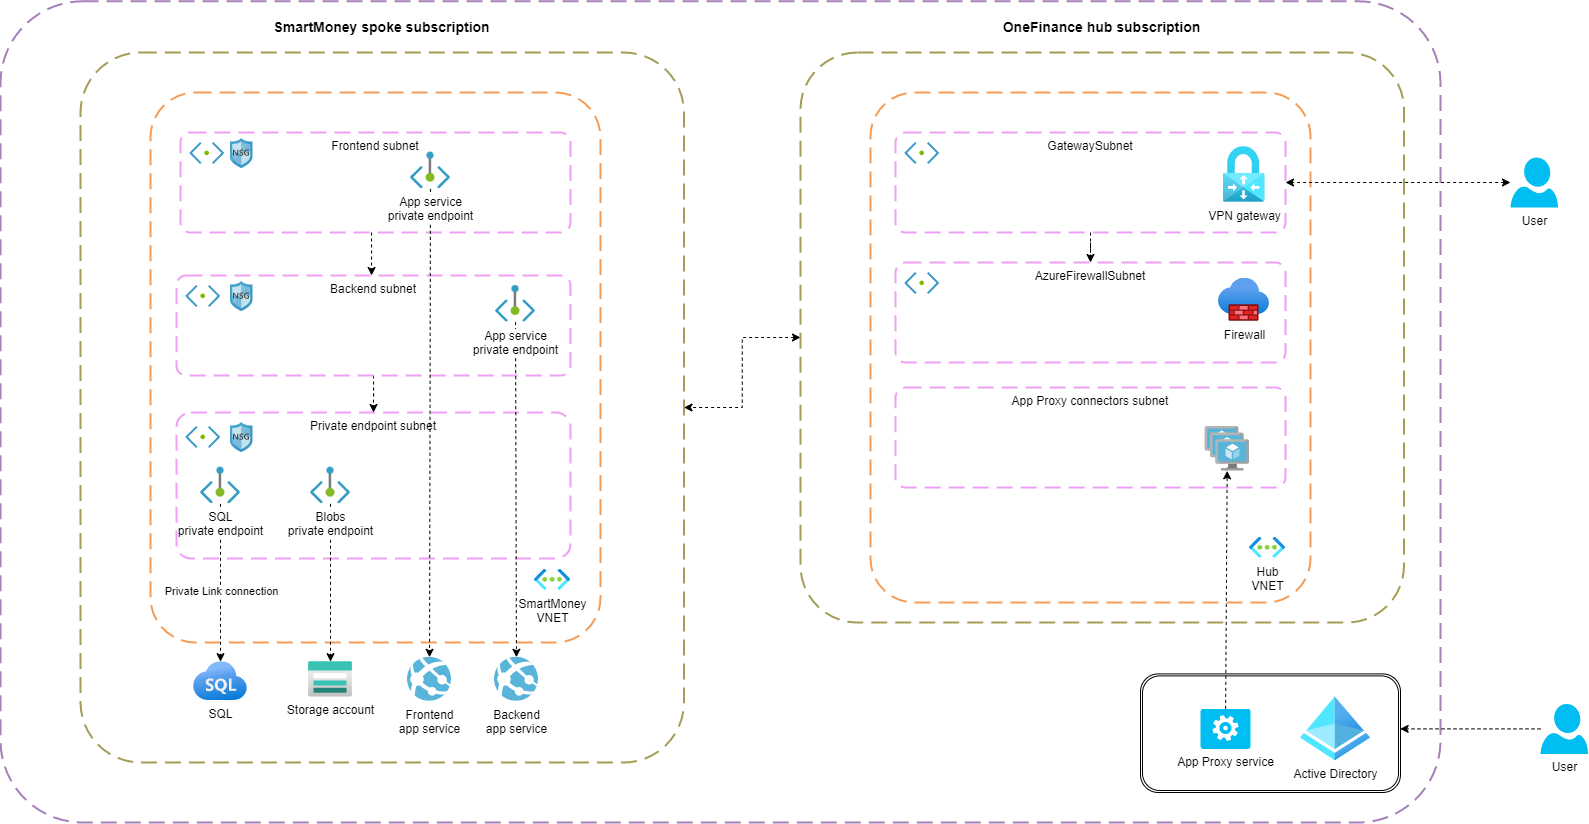 SmartMoney spoke subscription
OneFinance hub subscription
Frontend subnet
NSG
App service
private endpoint
Backend subnet
NSG
App service
private endpoint
Private endpoint subnet
NSG
SQL
private endpoint
Blobs
private endpoint
Private Link connection
SmartMoney
VNET
SQL
SQL
Storage account
Frontend
app service
Backend
app service
GatewaySubnet
VPN gateway
User
AzureFirewallSubnet
Firewall
App Proxy connectors subnet
Hub
VNET
App Proxy service
Active Directory
User